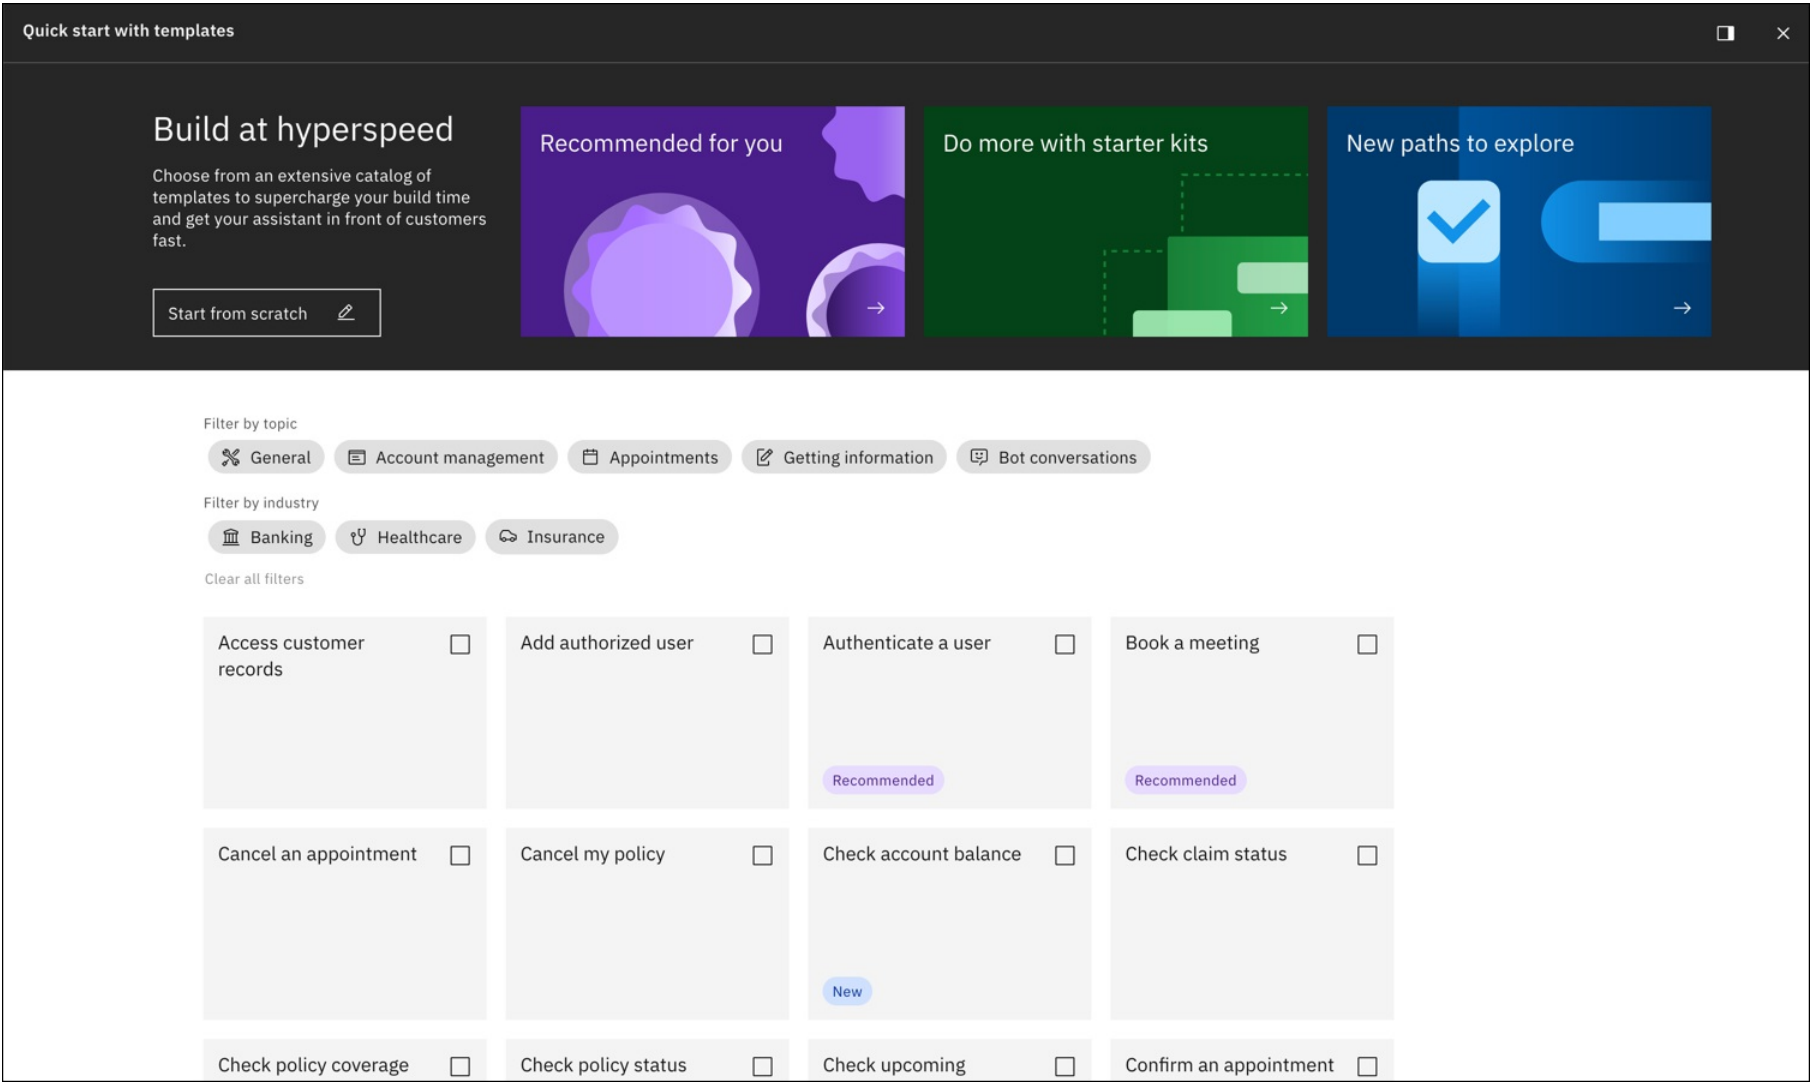 Quick start with templates
Build at hyperspeed
Choose from an extensive catalog of
templates to supercharge your build time
and get your assistant in front of customers
fast.
Start from scratch
Recommended for you
Do more with starter kits
New paths to explore
Filter by topic
General
Account management
Appointments
Getting information
Bot conversations
Filter by industry
Banking
Healthcare
Insurance
Clear all filters
Access customer
records
Add authorized user
Authenticate a user
Recommended
Book a meeting
Recommended
Cancel an appointment
Cancel my policy
Check account balance
New
Check claim status
Check policy coverage
Check policy status
Check upcoming
Confirm an appointment